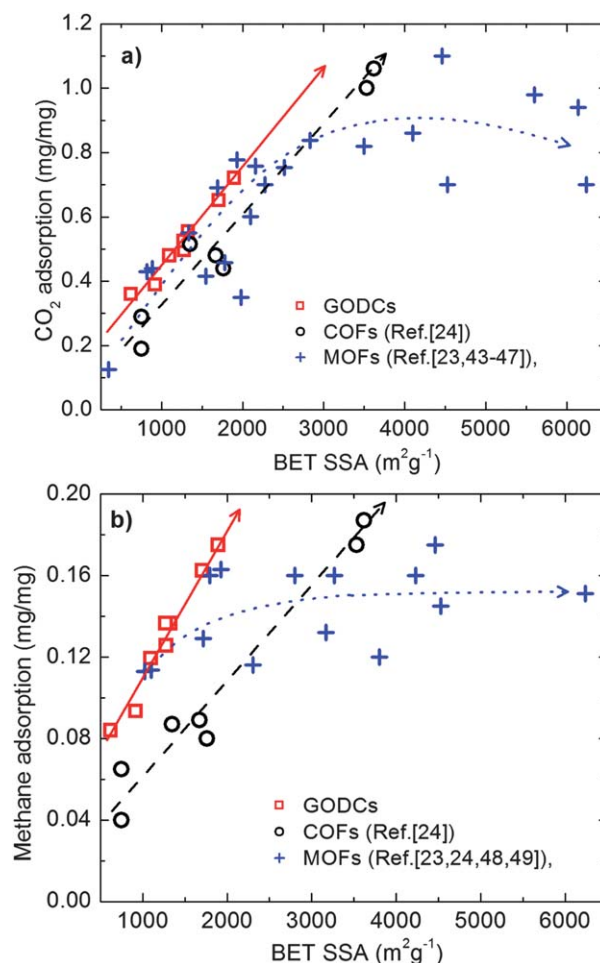 a)
CO₂ adsorption (mg/mg)
1.2
1.0
0.8
0.6
0.4
0.2
0.0
GODCs
COFs (Ref.[24])
MOFs (Ref.[23,43-47]),
1000 2000 3000 4000 5000 6000
BET SSA (m²g⁻¹)
b)
Methane adsorption (mg/mg)
0.20
0.16
0.12
0.08
0.04
0.00
GODCs
COFs (Ref.[24])
MOFs (Ref.[23,24,48,49]),
1000 2000 3000 4000 5000 6000
BET SSA (m²g⁻¹)